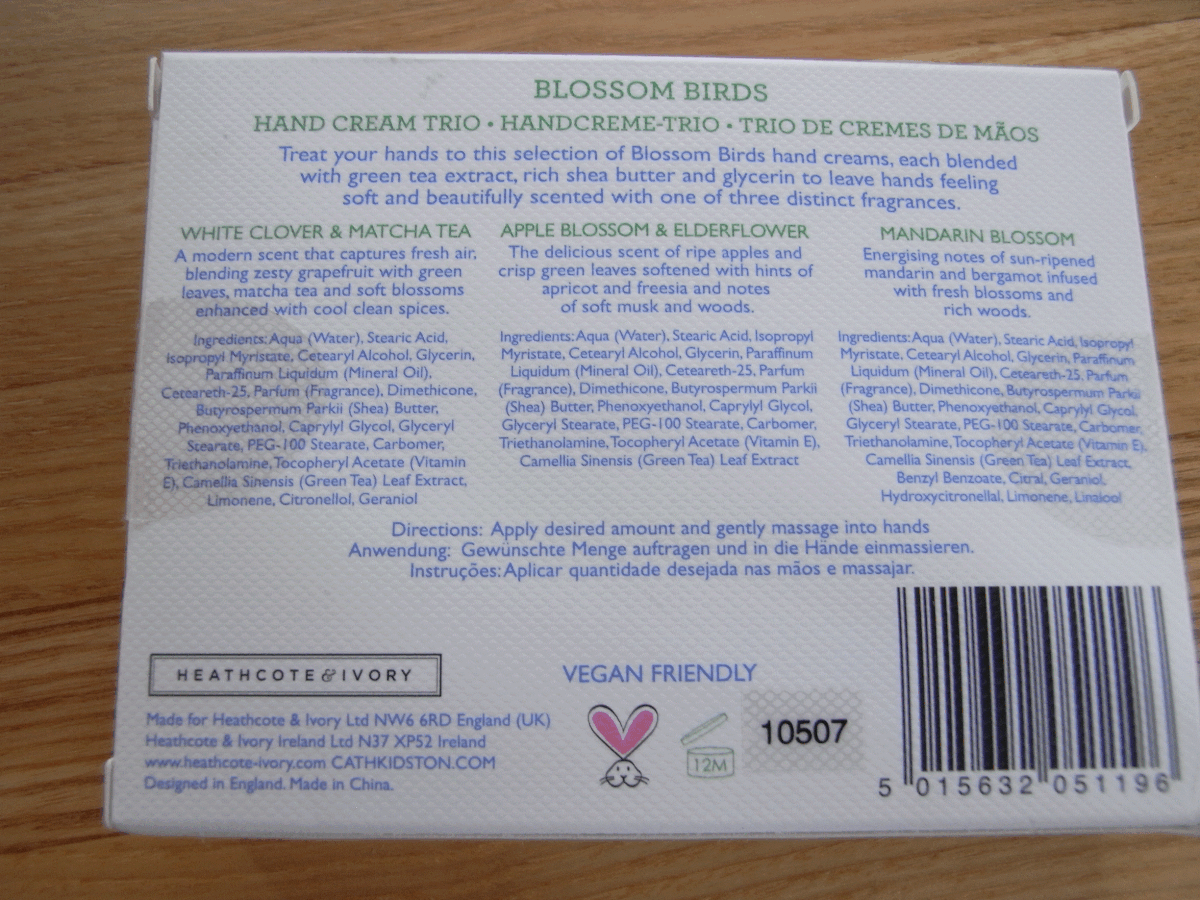 BLOSSOM BIRDS
HAND CREAM TRIO • HANDCREME-TRIO • TRIO DE CREMES DE MÃOS
Treat your hands to this selection of Blossom Birds hand creams, each blended
with green tea extract, rich shea butter and glycerin to leave hands feeling
soft and beautifully scented with one of three distinct fragrances.
WHITE CLOVER & MATCHA TEA
A modern scent that captures fresh air,
blending zesty grapefruit with green
leaves, matcha tea and soft blossoms
enhanced with cool clean spices.
Ingredients: Aqua (Water), Stearic Acid,
Isopropyl Myristate, Cetearyl Alcohol, Glycerin,
Paraffinum Liquidum (Mineral Oil),
Ceteareth-25, Parfum (Fragrance), Dimethicone,
Butyrospermum Parkii (Shea) Butter,
Phenoxyethanol, Caprylyl Glycol, Glyceryl
Stearate, PEG-100 Stearate, Carbomer,
Triethanolamine, Tocopheryl Acetate (Vitamin
E), Camellia Sinensis (Green Tea) Leaf Extract,
Limonene, Citronellol, Geraniol
APPLE BLOSSOM & ELDERFLOWER
The delicious scent of ripe apples and
crisp green leaves softened with hints of
apricot and freesia and notes
of soft musk and woods.
Ingredients: Aqua (Water), Stearic Acid, Isopropyl
Myristate, Cetearyl Alcohol, Glycerin, Paraffinum
Liquidum (Mineral Oil), Ceteareth-25, Parfum
(Fragrance), Dimethicone, Butyrospermum Parkii
(Shea) Butter, Phenoxyethanol, Caprylyl Glycol,
Glyceryl Stearate, PEG-100 Stearate, Carbomer,
Triethanolamine, Tocopheryl Acetate (Vitamin E),
Camellia Sinensis (Green Tea) Leaf Extract
MANDARIN BLOSSOM
Energising notes of sun-ripened
mandarin and bergamot infused
with fresh blossoms and
rich woods.
Ingredients: Aqua (Water), Stearic Acid, Isopropyl
Myristate, Cetearyl Alcohol, Glycerin, Paraffinum
Liquidum (Mineral Oil), Ceteareth-25, Parfum
(Fragrance), Dimethicone, Butyrospermum Parkii
(Shea) Butter, Phenoxyethanol, Caprylyl Glycol,
Glyceryl Stearate, PEG-100 Stearate, Carbomer,
Triethanolamine, Tocopheryl Acetate (Vitamin E),
Camellia Sinensis (Green Tea) Leaf Extract,
Benzyl Benzoate, Citral, Geraniol,
Hydroxycitronellal, Limonene, Linalool
Directions: Apply desired amount and gently massage into hands
Anwendung: Gewünschte Menge auftragen und in die Hände einmassieren.
Instruções: Aplicar quantidade desejada nas mãos e massajar.
HEATHCOTE & IVORY
Made for Heathcote & Ivory Ltd NW6 6RD England (UK)
Heathcote & Ivory Ireland Ltd N37 XP52 Ireland
www.heathcote-ivory.com CATHKIDSTON.COM
Designed in England. Made in China.
VEGAN FRIENDLY
12M
10507
5 015632 051196